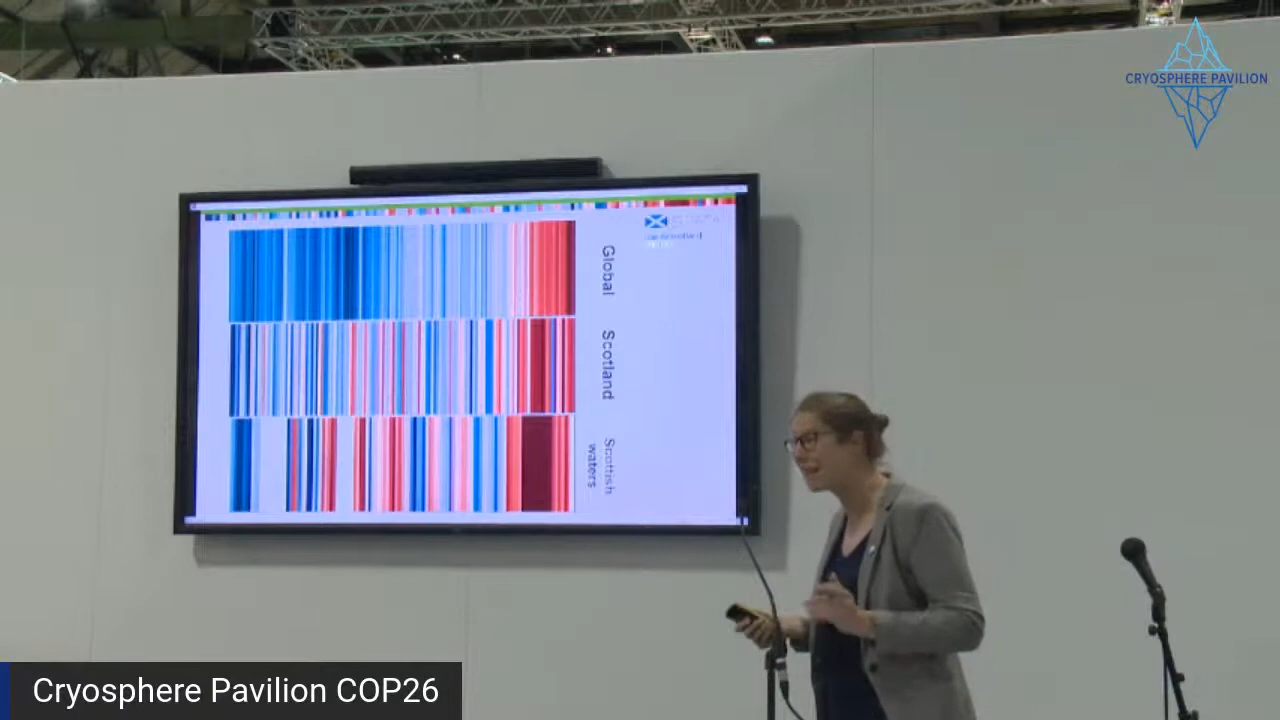 CRYOSPHERE PAVILION
Global
Scotland
Scottish
waters
Cryosphere Pavilion COP26